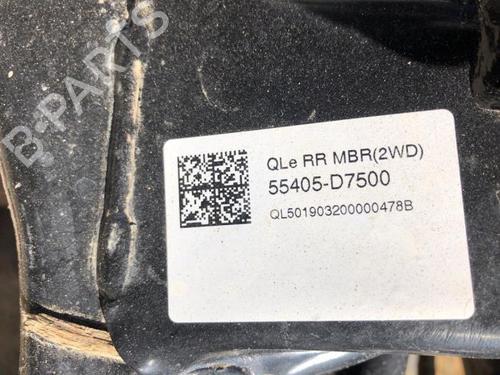 B-PARTS
QLe RR MBR(2WD)
55405-D7500
QL501903200000478B